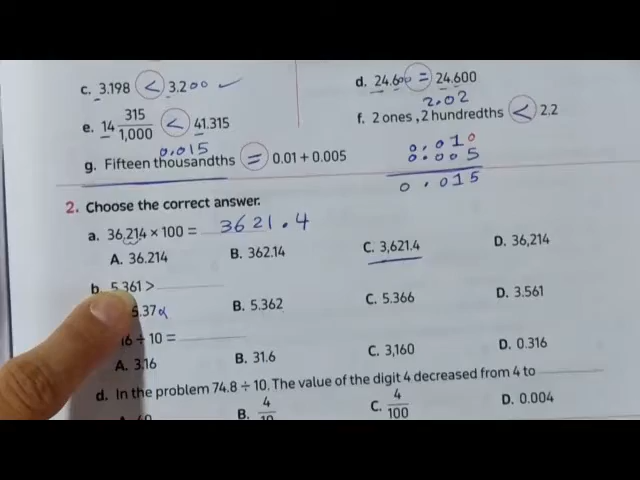 c. 3.198 < 3.200 ✓
d. 24.600 = 24.600
2.02
e. 14 315/1,000 < 41.315
f. 2 ones , 2 hundredths < 2.2
0.015
g. Fifteen thousandths = 0.01 + 0.005
0.010
0.005
0.015
2. Choose the correct answer.
a. 36.214 × 100 = 3621.4
A. 36.214 B. 362.14 C. 3,621.4 D. 36,214
b. 5.361 >
5.37 B. 5.362 C. 5.366 D. 3.561
16 ÷ 10 =
A. 3.16 B. 31.6 C. 3,160 D. 0.316
d. In the problem 74.8 ÷ 10, The value of the digit 4 decreased from 4 to
B. 4/10 C. 4/100 D. 0.004